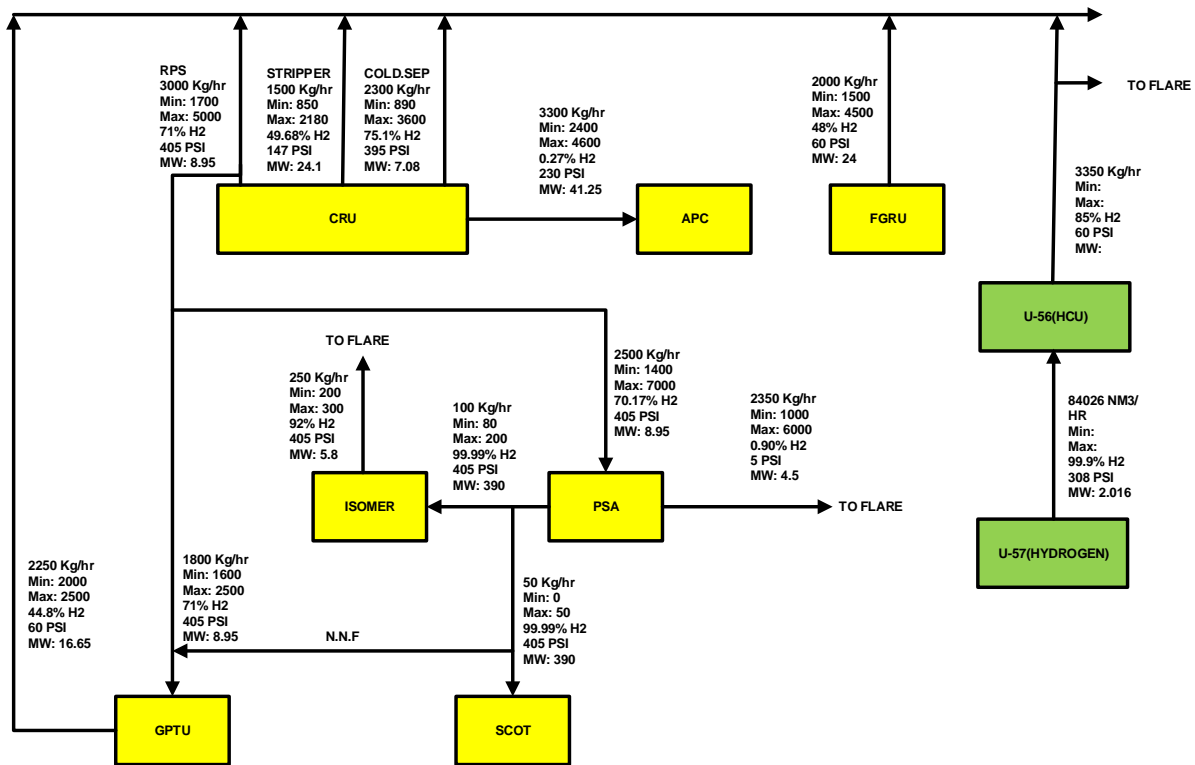 RPS
3000 Kg/hr
Min: 1700
Max: 5000
71% H2
405 PSI
MW: 8.95
STRIPPER
1500 Kg/hr
Min: 850
Max: 2180
49.68% H2
147 PSI
MW: 24.1
COLD.SEP
2300 Kg/hr
Min: 890
Max: 3600
75.1% H2
395 PSI
MW: 7.08
3300 Kg/hr
Min: 2400
Max: 4600
0.27% H2
230 PSI
MW: 41.25
2000 Kg/hr
Min: 1500
Max: 4500
48% H2
60 PSI
MW: 24
TO FLARE
3350 Kg/hr
Min:
Max:
85% H2
60 PSI
MW:
CRU
APC
FGRU
U-56(HCU)
TO FLARE
250 Kg/hr
Min: 200
Max: 300
92% H2
405 PSI
MW: 5.8
100 Kg/hr
Min: 80
Max: 200
99.99% H2
405 PSI
MW: 390
2500 Kg/hr
Min: 1400
Max: 7000
70.17% H2
405 PSI
MW: 8.95
2350 Kg/hr
Min: 1000
Max: 6000
0.90% H2
5 PSI
MW: 4.5
84026 NM3/
HR
Min:
Max:
99.9% H2
308 PSI
MW: 2.016
ISOMER
PSA
TO FLARE
U-57(HYDROGEN)
2250 Kg/hr
Min: 2000
Max: 2500
44.8% H2
60 PSI
MW: 16.65
1800 Kg/hr
Min: 1600
Max: 2500
71% H2
405 PSI
MW: 8.95
N.N.F
50 Kg/hr
Min: 0
Max: 50
99.99% H2
405 PSI
MW: 390
GPTU
SCOT